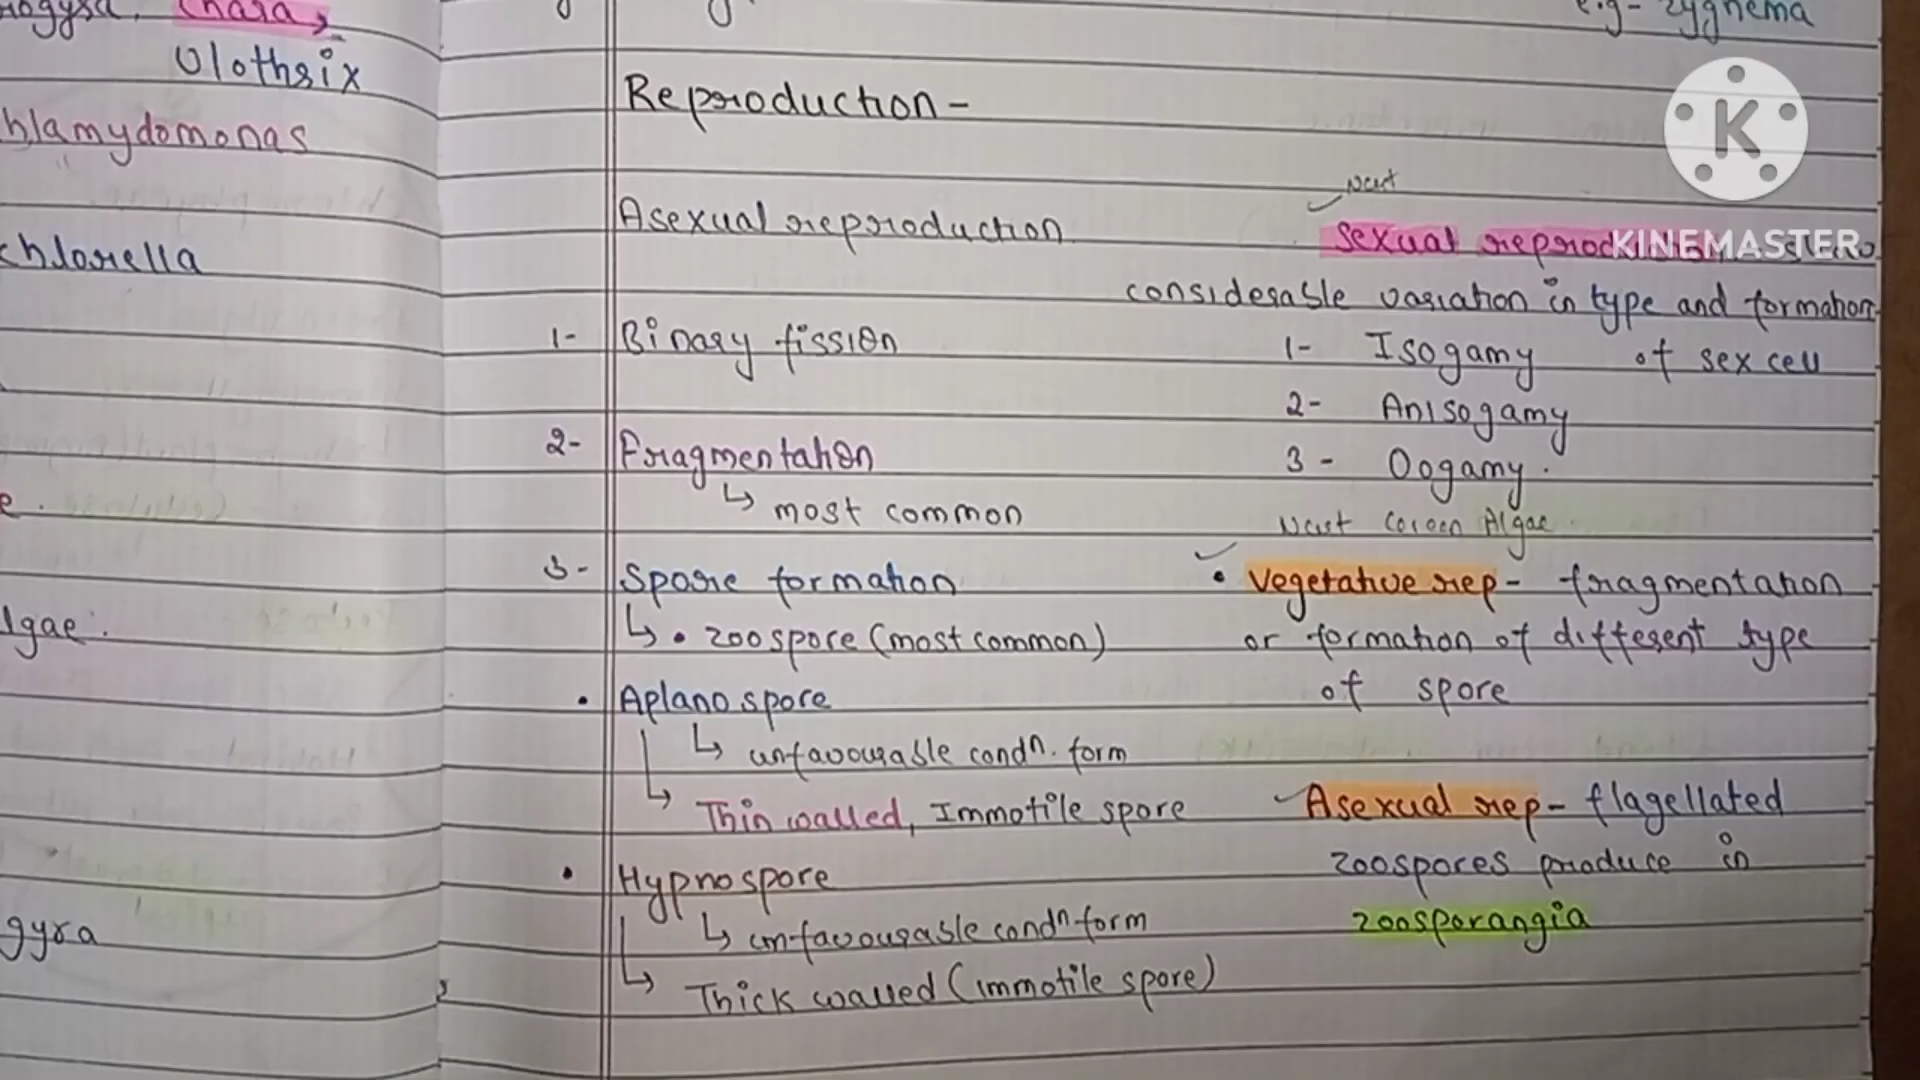 chara,
Ulothrix
hlamydomonas
chlorella
e.
lgae.
gyra
e.g- zygnema
Reproduction -
Asexual reproduction
1- Binary fission
2- Fragmentation
↳ most common
3- Spore formation
↳ • zoospore (most common)
• Aplanospore
↳ unfavourable condn. form
↳ Thin walled, Immotile spore
• Hypnospore
↳ unfavourable condn. form
↳ Thick walled (immotile spore)
Ncert
Sexual reproduction
considerable variation in type and formation
1- Isogamy of sex cell
2- Anisogamy
3- Oogamy.
Ncert Green Algae
• Vegetative rep - fragmentation
or formation of different type
of spore
Asexual rep - flagellated
zoospores produce in
zoosporangia
K
KINEMASTER